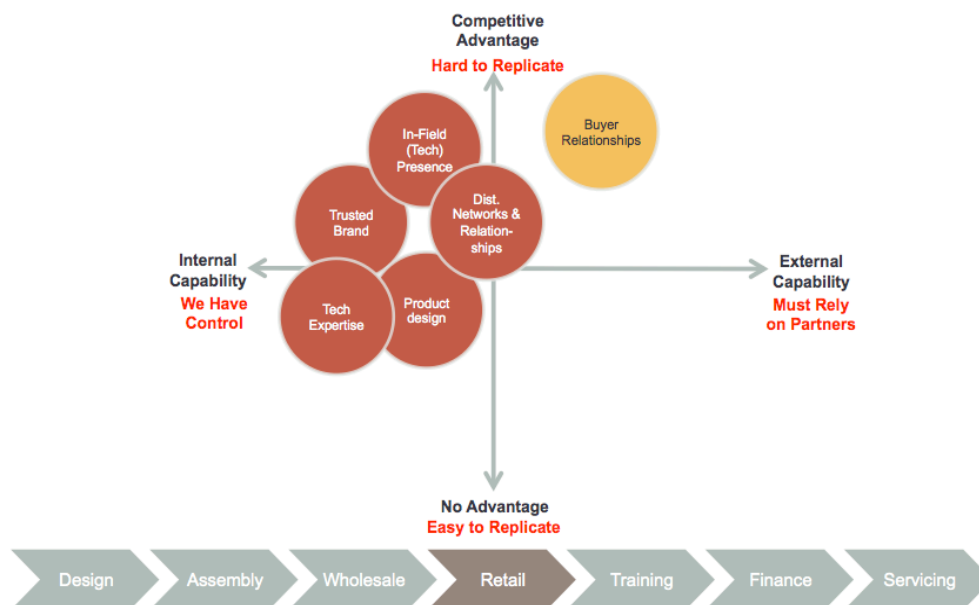 Competitive
Advantage
Hard to Replicate
Buyer
Relationships
In-Field
(Tech)
Presence
Dist.
Networks &
Relation-
ships
Trusted
Brand
Internal
Capability
We Have
Control
External
Capability
Must Rely
on Partners
Tech
Expertise
Product
design
No Advantage
Easy to Replicate
Design
Assembly
Wholesale
Retail
Training
Finance
Servicing